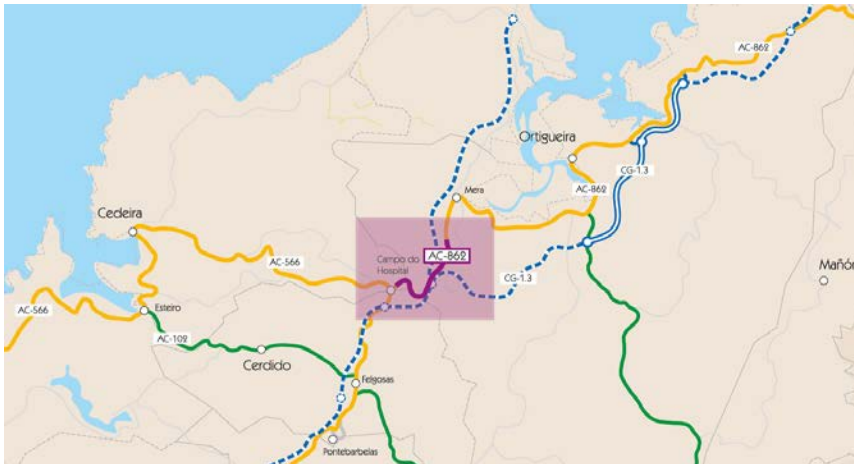 AC-862
Ortigueira
CG-1.3
Mera
AC-862
Cedeira
AC-862
Campo do
Hospital
AC-566
CG-1.3
Mañón
AC-566
Esteiro
AC-102
Cerdido
Felgosas
Pontebarbelas